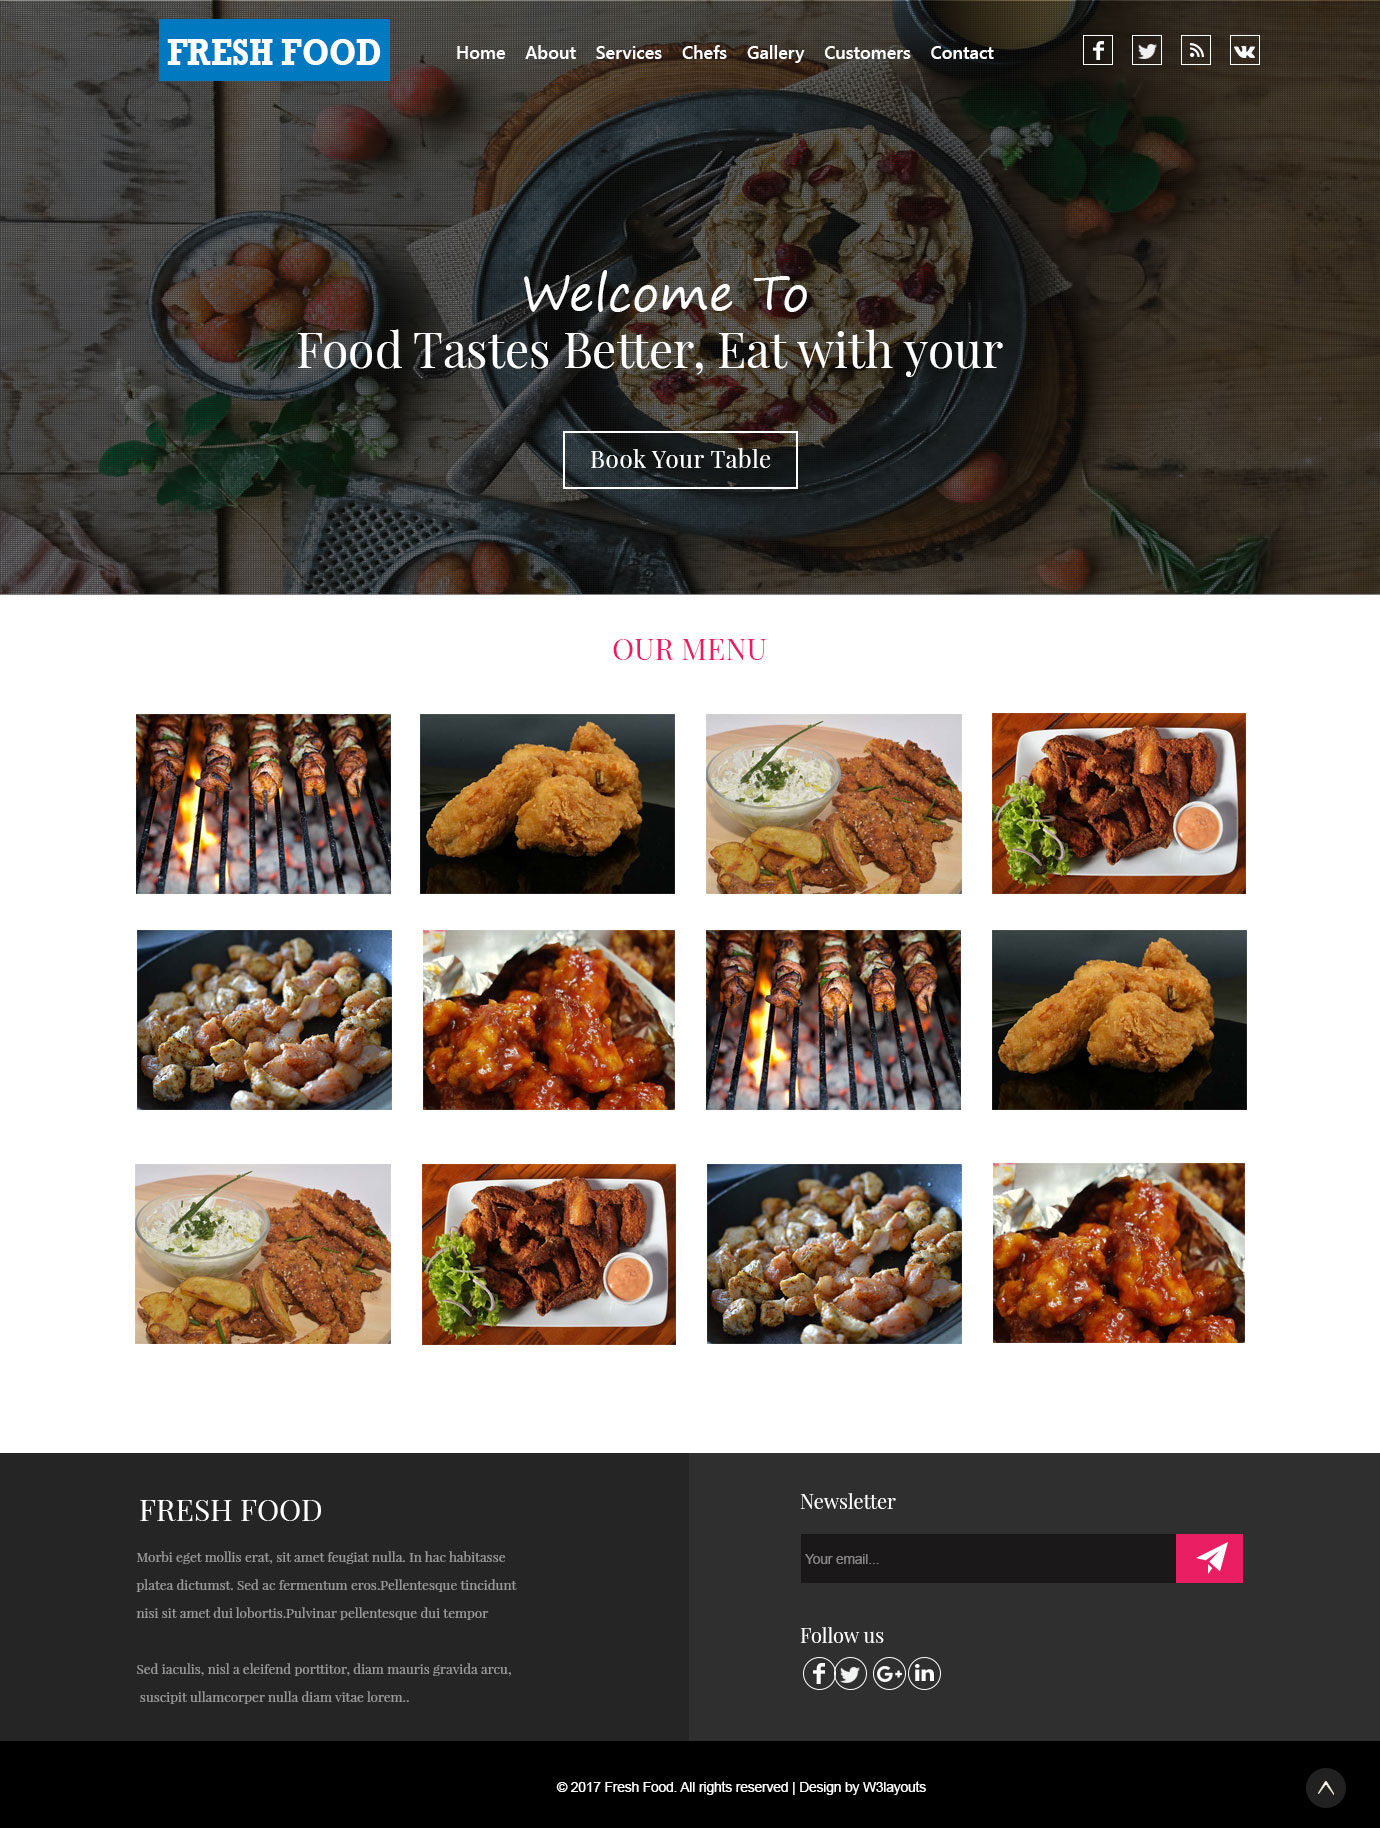 FRESH FOOD
Home About Services Chefs Gallery Customers Contact
Welcome To
Food Tastes Better, Eat with your
Book Your Table
OUR MENU
FRESH FOOD
Morbi eget mollis erat, sit amet feugiat nulla. In hac habitasse
platea dictumst. Sed ac fermentum eros.Pellentesque tincidunt
nisi sit amet dui lobortis.Pulvinar pellentesque dui tempor
Sed iaculis, nisl a eleifend porttitor, diam mauris gravida arcu,
suscipit ullamcorper nulla diam vitae lorem..
Newsletter
Your email...
Follow us
© 2017 Fresh Food. All rights reserved | Design by W3layouts